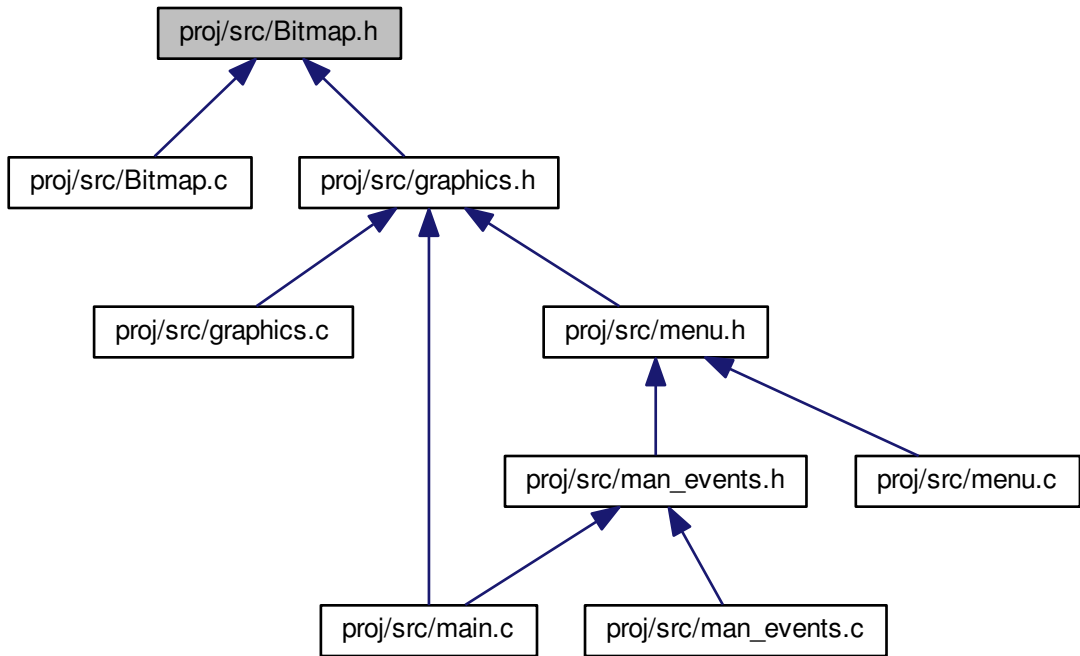 proj/src/Bitmap.h
proj/src/Bitmap.c
proj/src/graphics.h
proj/src/graphics.c
proj/src/menu.h
proj/src/man_events.h
proj/src/menu.c
proj/src/main.c
proj/src/man_events.c